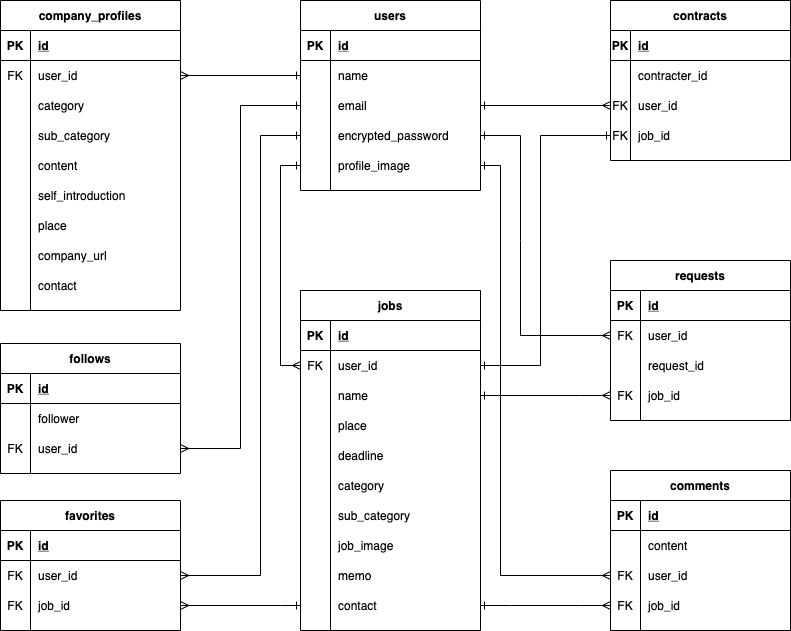 company_profiles
PK id
FK user_id
category
sub_category
content
self_introduction
place
company_url
contact
users
PK id
name
email
encrypted_password
profile_image
contracts
PK id
contracter_id
FK user_id
FK job_id
follows
PK id
follower
FK user_id
jobs
PK id
FK user_id
name
place
deadline
category
sub_category
job_image
memo
contact
requests
PK id
FK user_id
request_id
FK job_id
favorites
PK id
FK user_id
FK job_id
comments
PK id
content
FK user_id
FK job_id